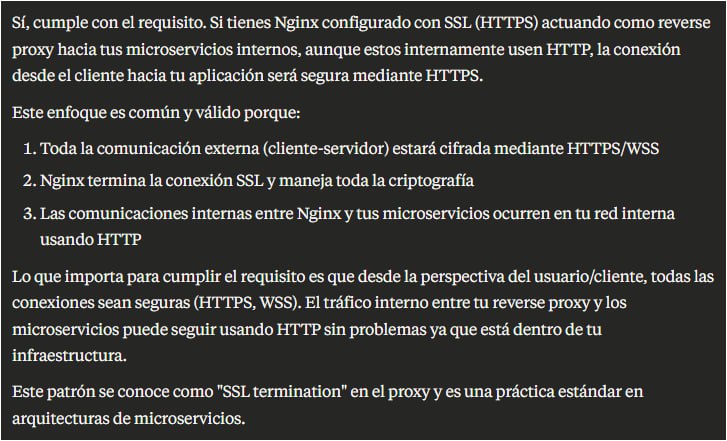 Sí, cumple con el requisito. Si tienes Nginx configurado con SSL (HTTPS) actuando como reverse
proxy hacia tus microservicios internos, aunque estos internamente usen HTTP, la conexión
desde el cliente hacia tu aplicación será segura mediante HTTPS.
Este enfoque es común y válido porque:
1. Toda la comunicación externa (cliente-servidor) estará cifrada mediante HTTPS/WSS
2. Nginx termina la conexión SSL y maneja toda la criptografía
3. Las comunicaciones internas entre Nginx y tus microservicios ocurren en tu red interna
usando HTTP
Lo que importa para cumplir el requisito es que desde la perspectiva del usuario/cliente, todas las
conexiones sean seguras (HTTPS, WSS). El tráfico interno entre tu reverse proxy y los
microservicios puede seguir usando HTTP sin problemas ya que está dentro de tu
infraestructura.
Este patrón se conoce como "SSL termination" en el proxy y es una práctica estándar en
arquitecturas de microservicios.